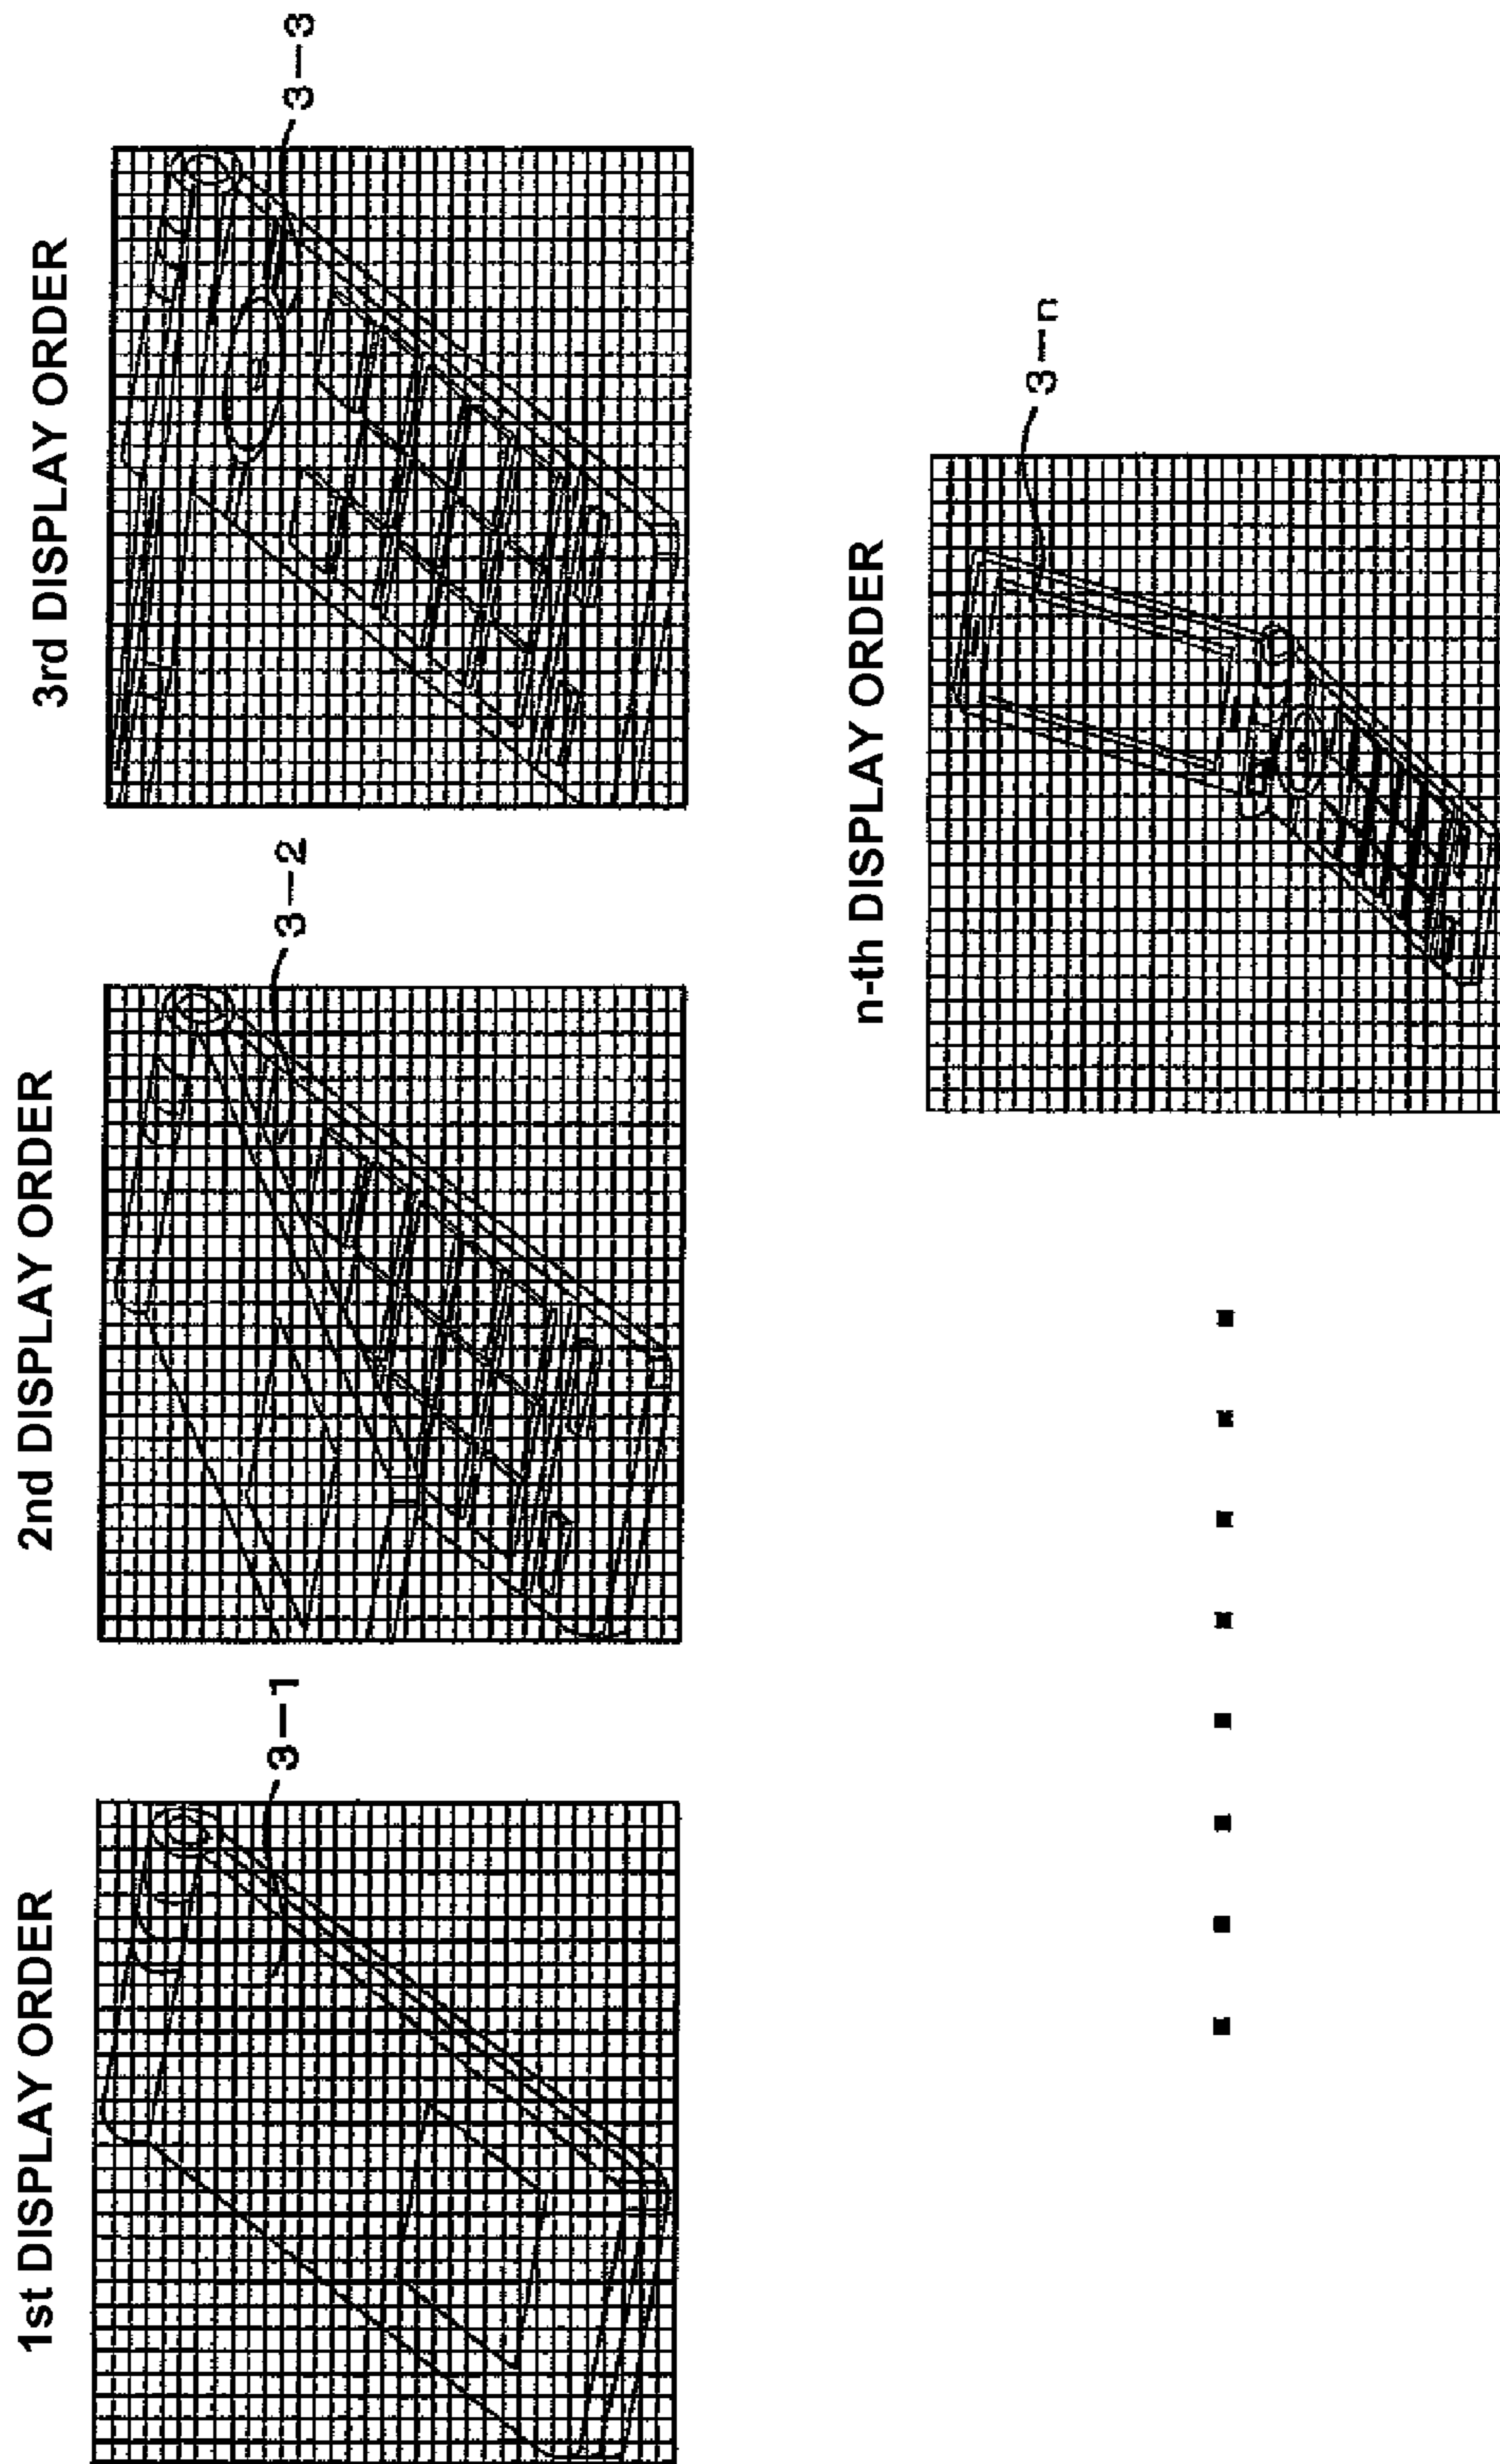 1st DISPLAY ORDER
3-1
2nd DISPLAY ORDER
3-2
3rd DISPLAY ORDER
3-3
n-th DISPLAY ORDER
3-n